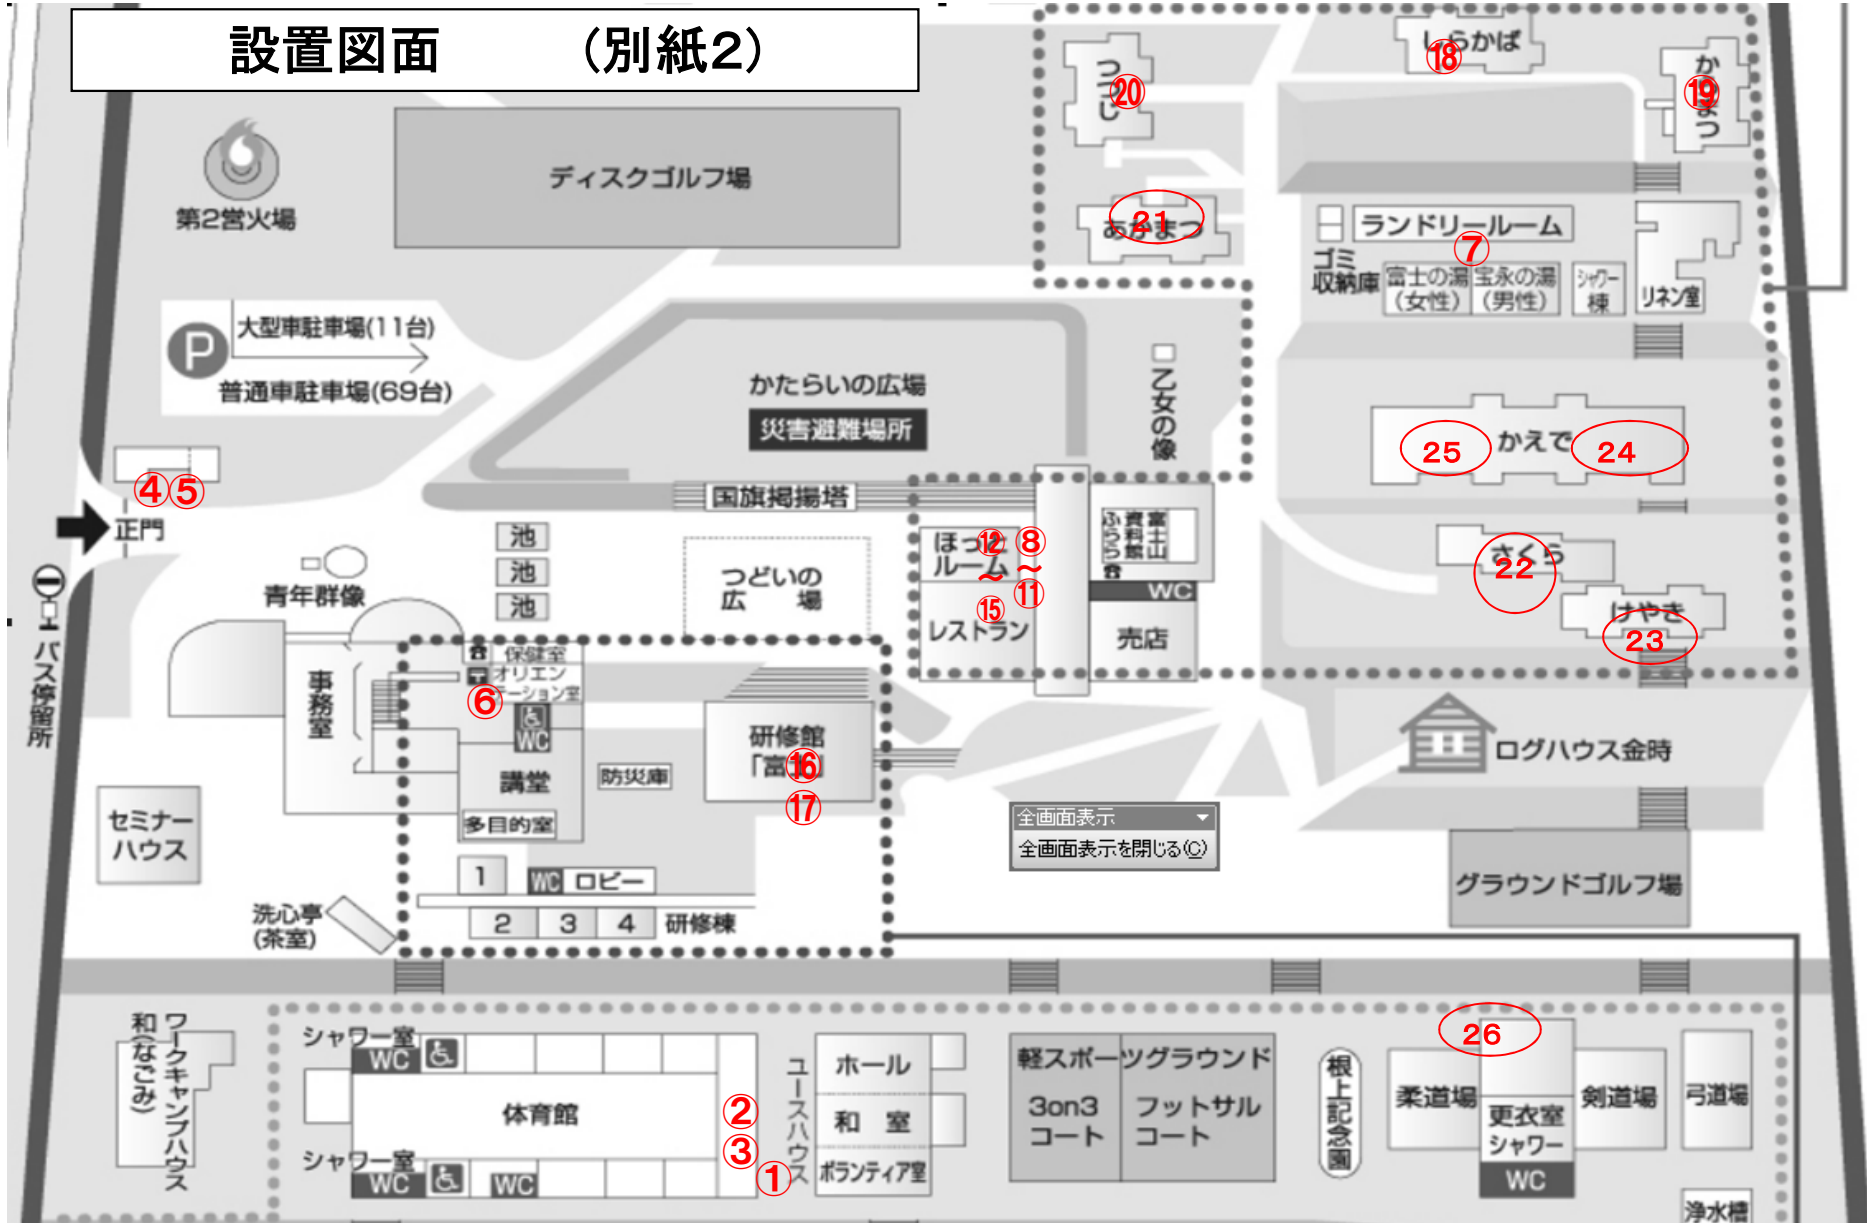 設置図面　　（別紙２）
しらかば
⑱
つつじ
⑳
⑲
ディスクゴルフ場
第2営火場
あかまつ
21
ランドリールーム
⑦
ゴミ
収納庫
富士の湯
（女性）
宝永の湯
（男性）
シャワー
棟
リネン室
P
大型車駐車場(11台)
普通車駐車場(69台)
かたらいの広場
災害避難場所
乙女の像
25
かえで
24
④⑤
正門
国旗掲揚塔
池
池
池
つどいの
広　場
ほっと
ルーム
⑫
～
⑮
⑧
～
⑪
レストラン
富士山
資料館
ふらら
WC
売店
さくら
22
けやき
23
青年群像
バス停留所
事務室
保健室
オリエン
テーション室
⑥
WC
講堂
多目的室
防災庫
研修館
「富士」
⑯
⑰
ログハウス金時
セミナー
ハウス
全画面表示
全画面表示を閉じる(C)
グラウンドゴルフ場
1
WC
ロビー
2
3
4
研修棟
洗心亭
(茶室)
ワークキャンプハウス
和(なごみ)
シャワー室
WC
体育館
シャワー室
WC
WC
②
③
①
ユースハウス
ホール
和　室
ボランティア室
軽スポーツグラウンド
3on3
コート
フットサル
コート
根上記念園
26
柔道場
更衣室
シャワー
WC
剣道場
弓道場
浄水槽